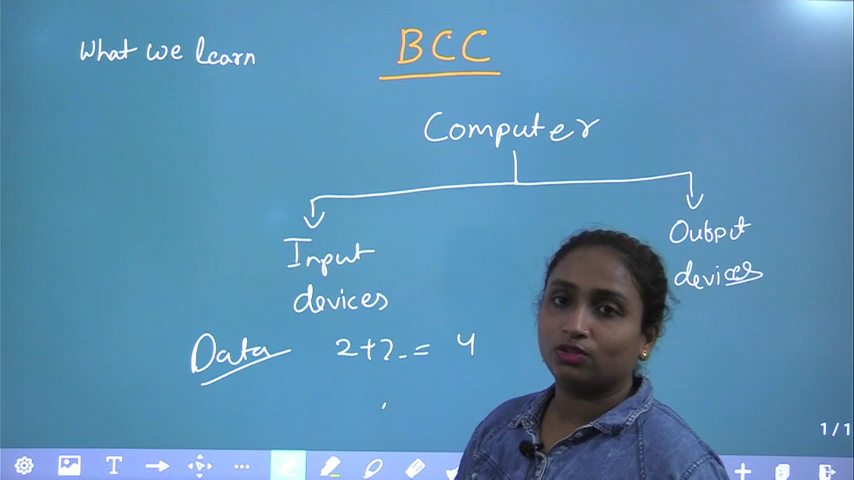 What we learn
BCC
Computer
Input
devices
Output
devices
Data
2+2 = 4
1/1
T